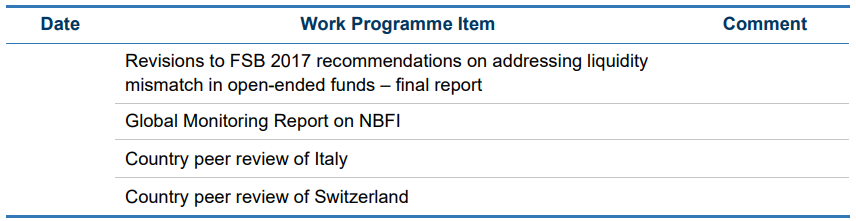 Date Work Programme Item Comment
Revisions to FSB 2017 recommendations on addressing liquidity
mismatch in open-ended funds – final report
Global Monitoring Report on NBFI
Country peer review of Italy
Country peer review of Switzerland